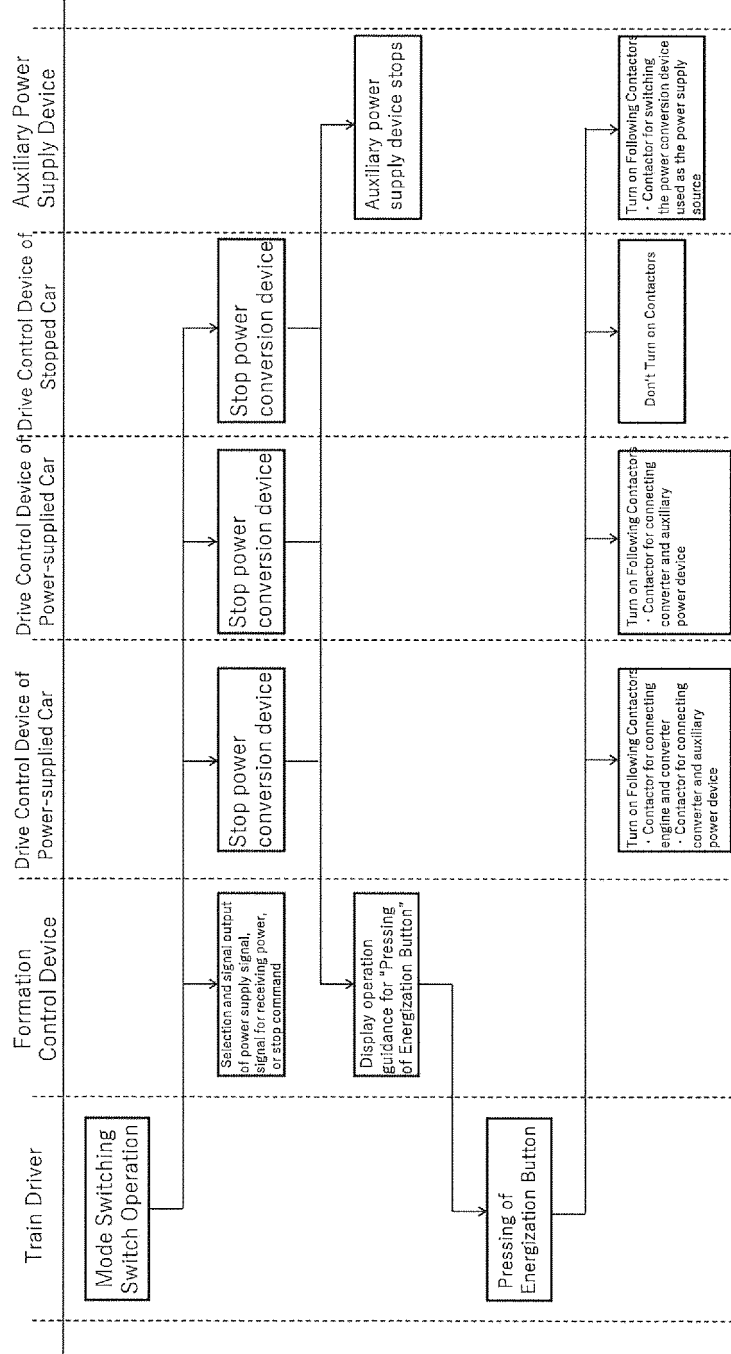 Train Driver
Formation
Control Device
Drive Control Device of
Power-supplied Car
Drive Control Device of
Power-supplied Car
Drive Control Device of
Stopped Car
Auxiliary Power
Supply Device
Mode Switching
Switch Operation
Selection and signal output
of power supply signal,
signal for receiving power,
or stop command
Stop power
conversion device
Stop power
conversion device
Stop power
conversion device
Display operation
guidance for "Pressing
of Energization Button"
Auxiliary power
supply device stops
Pressing of
Energization Button
Turn on Following Contactors
・Contactor for connecting
engine and converter
・Contactor for connecting
converter and auxiliary
power device
Turn on Following Contactors
・Contactor for connecting
converter and auxiliary
power device
Don't Turn on Contactors
Turn on Following Contactors
・Contactor for switching
the power conversion device
used as the power supply
source